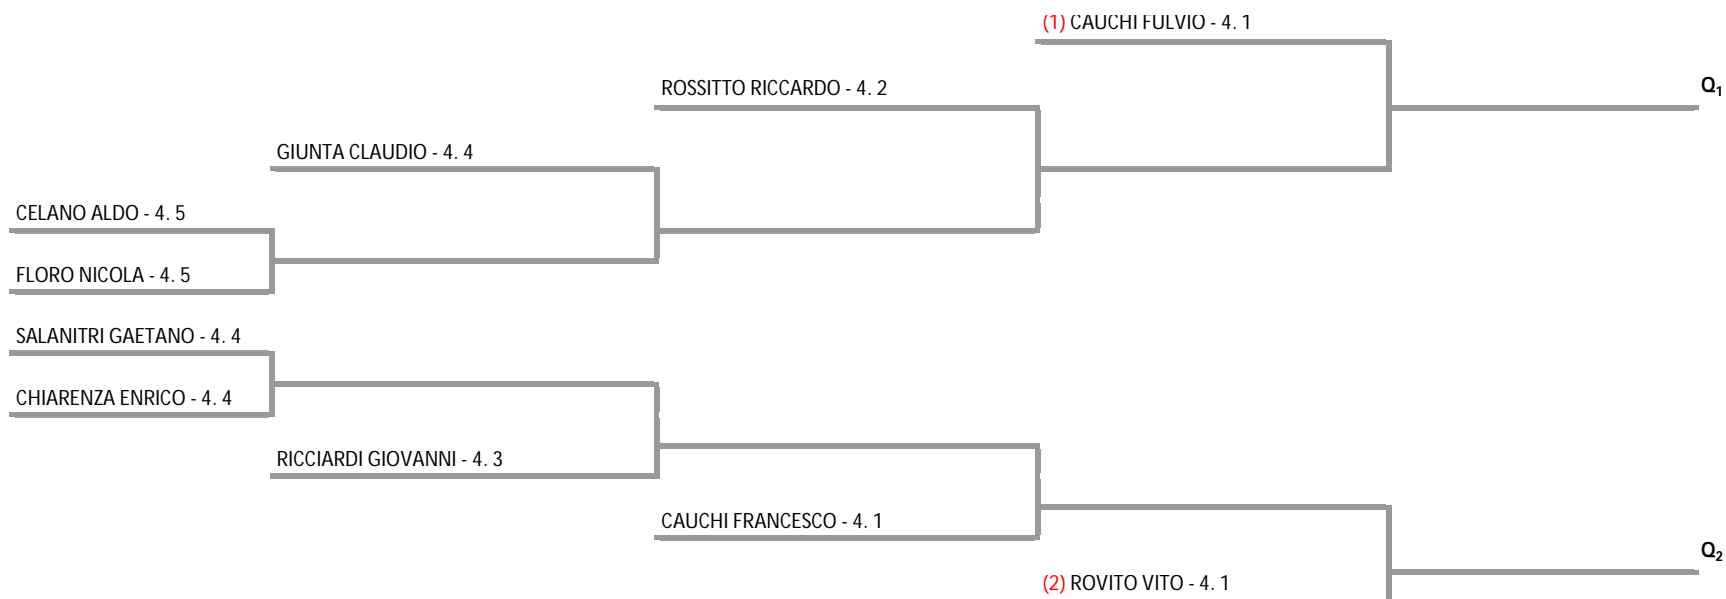 (1) CAUCHI FULVIO - 4. 1
ROSSITTO RICCARDO - 4. 2
Q1
GIUNTA CLAUDIO - 4. 4
CELANO ALDO - 4. 5
FLORO NICOLA - 4. 5
SALANITRI GAETANO - 4. 4
CHIARENZA ENRICO - 4. 4
RICCIARDI GIOVANNI - 4. 3
CAUCHI FRANCESCO - 4. 1
Q2
(2) ROVITO VITO - 4. 1